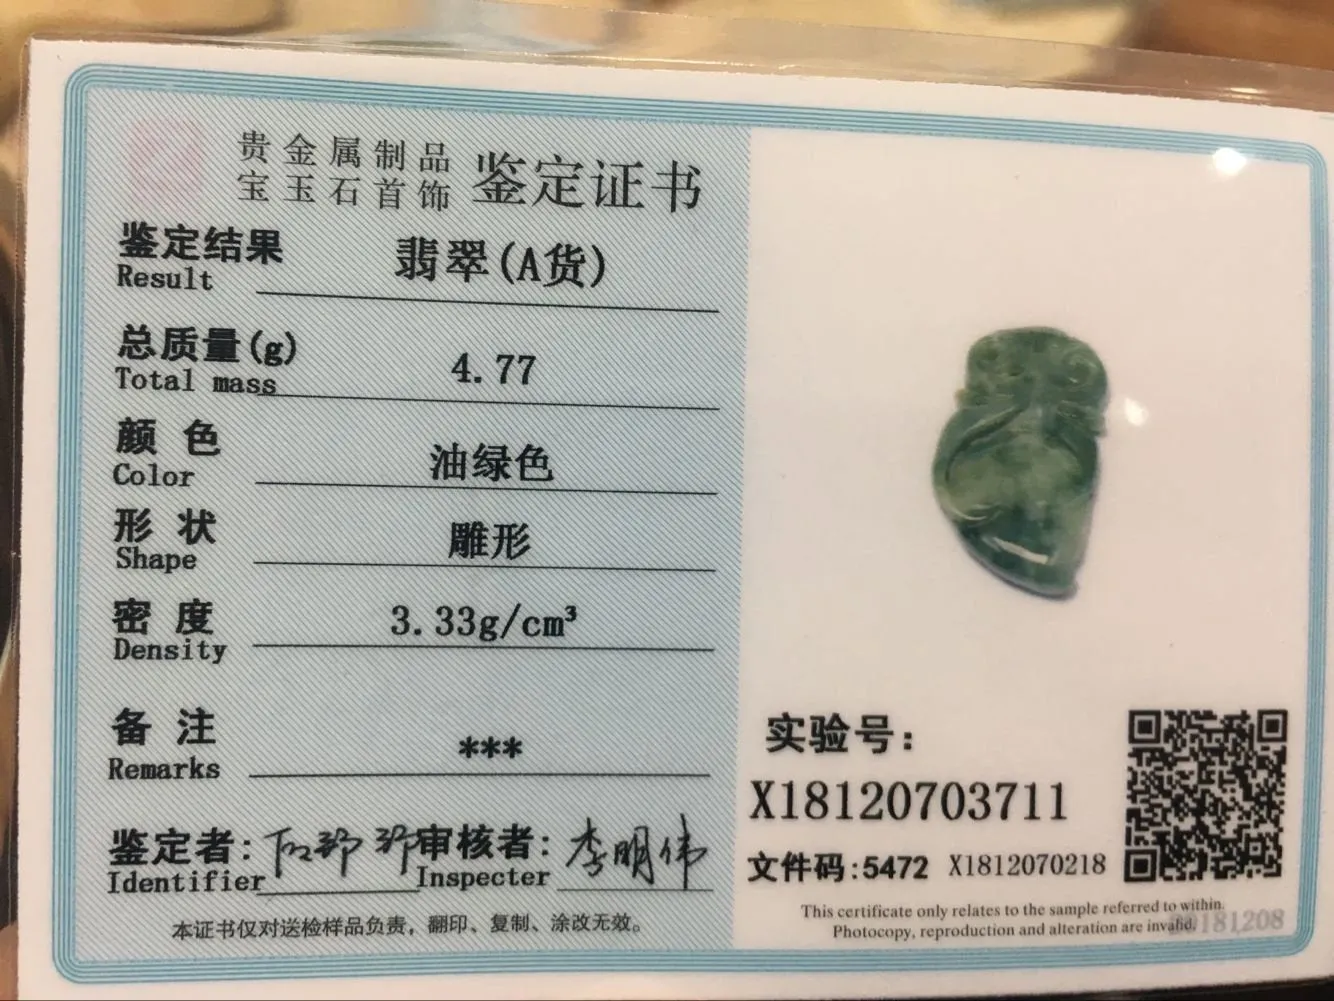 贵金属制品
宝玉石首饰
鉴定证书
鉴定结果 翡翠(A货)
Result
总质量(g) 4.77
Total mass
颜 色 油绿色
Color
形 状 雕形
Shape
密 度 3.33g/cm³
Density
备 注 ***
Remarks
鉴定者: 审核者: 李明伟
Identifier Inspecter
本证书仅对送检样品负责，翻印、复制、涂改无效。
实验号:
X18120703711
文件码:5472 X1812070218
This certificate only relates to the sample referred to within.
Photocopy, reproduction and alteration are invalid.
20181208